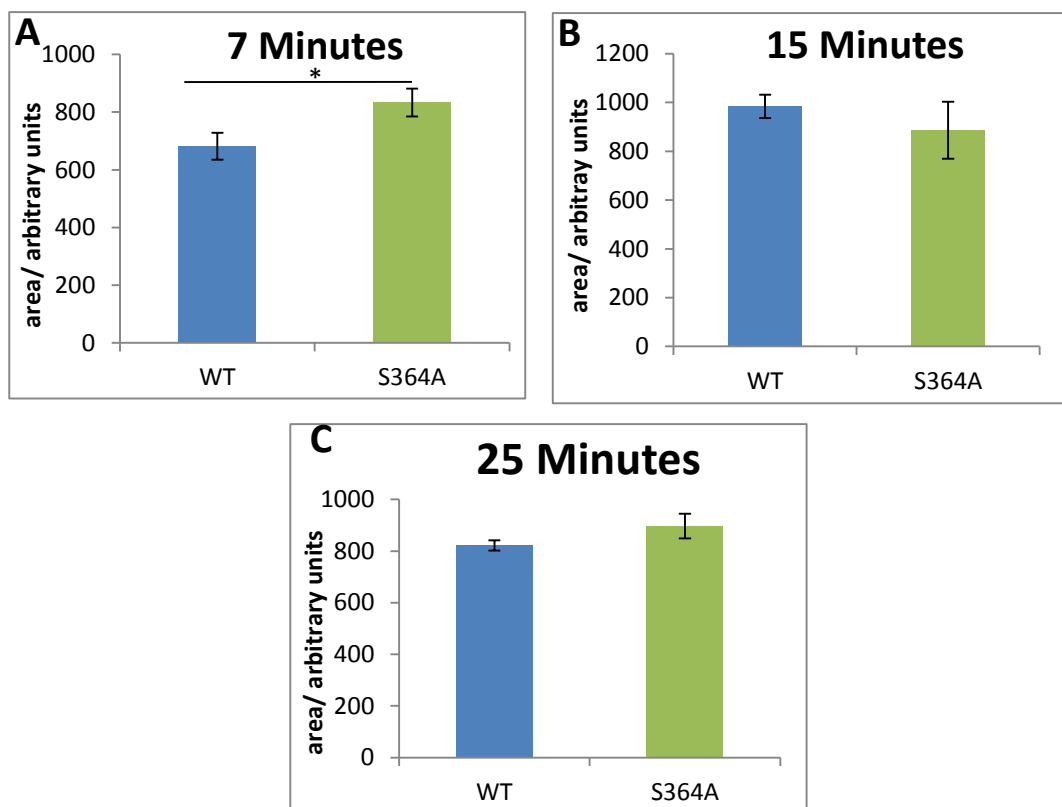 A
7 Minutes
*
1000
800
600
400
200
0
area/ arbitrary units
WT S364A
B
15 Minutes
1200
1000
800
600
400
200
0
area/ arbitray units
WT S364A
C
25 Minutes
1000
800
600
400
200
0
area/ arbitrary units
WT S364A